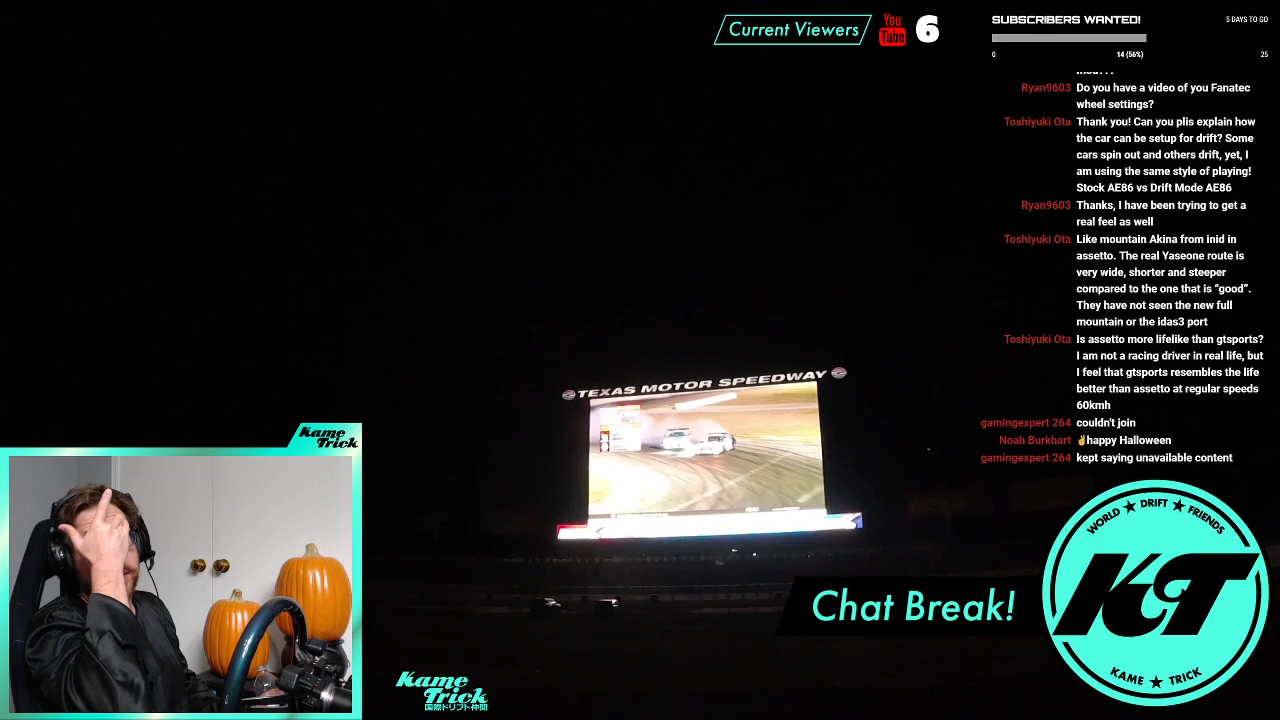 Current Viewers
You
Tube
6
SUBSCRIBERS WANTED!
5 DAYS TO GO
0
14 (56%)
25
Ryan9603 Do you have a video of you Fanatec
wheel settings?
Toshiyuki Ota Thank you! Can you plis explain how
the car can be setup for drift? Some
cars spin out and others drift, yet, I
am using the same style of playing!
Stock AE86 vs Drift Mode AE86
Ryan9603 Thanks, I have been trying to get a
real feel as well
Toshiyuki Ota Like mountain Akina from inid in
assetto. The real Yaseone route is
very wide, shorter and steeper
compared to the one that is “good”.
They have not seen the new full
mountain or the idas3 port
Toshiyuki Ota Is assetto more lifelike than gtsports?
I am not a racing driver in real life, but
I feel that gtsports resembles the life
better than assetto at regular speeds
60kmh
gamingexpert 264 couldn't join
Noah Burkhart ✌happy Halloween
gamingexpert 264 kept saying unavailable content
TEXAS MOTOR SPEEDWAY
Kame
Trick
WORLD ★ DRIFT ★ FRIENDS
KT
KAME ★ TRICK
Chat Break!
Kame
Trick
国際ドリフト仲間